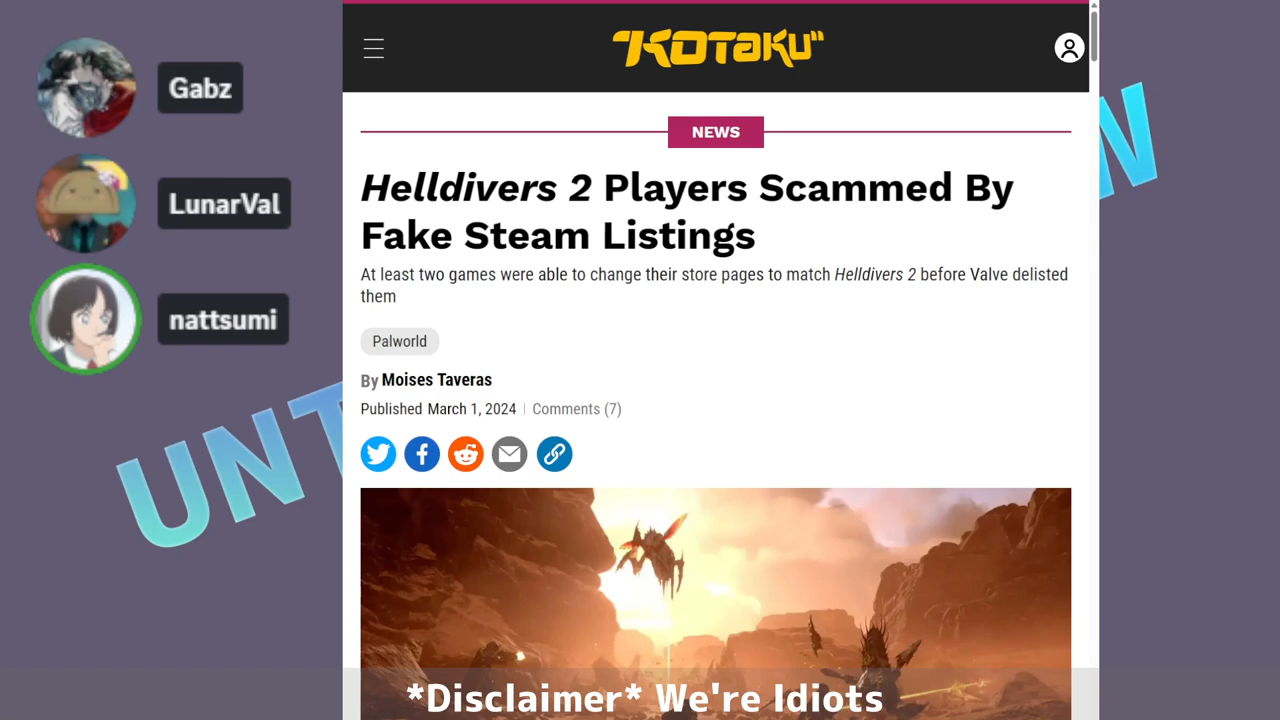 Gabz
LunarVal
nattsumi
UNT
N
KOTAKU
NEWS
Helldivers 2 Players Scammed By
Fake Steam Listings
At least two games were able to change their store pages to match Helldivers 2 before Valve delisted
them
Palworld
By Moises Taveras
Published March 1, 2024 | Comments (7)
*Disclaimer* We're Idiots